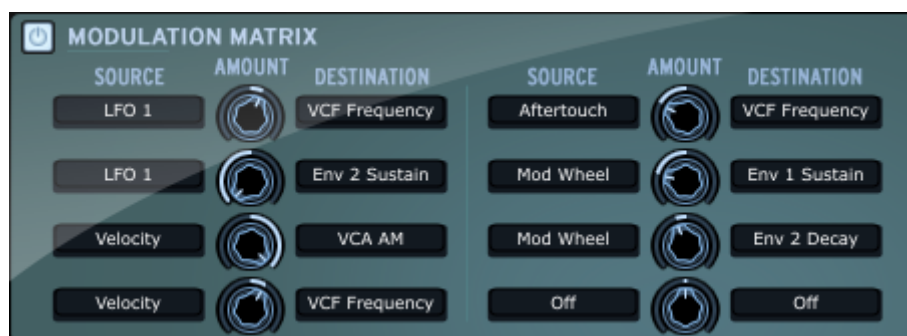 MODULATION MATRIX
SOURCE AMOUNT DESTINATION SOURCE AMOUNT DESTINATION
LFO 1 VCF Frequency Aftertouch VCF Frequency
LFO 1 Env 2 Sustain Mod Wheel Env 1 Sustain
Velocity VCA AM Mod Wheel Env 2 Decay
Velocity VCF Frequency Off Off